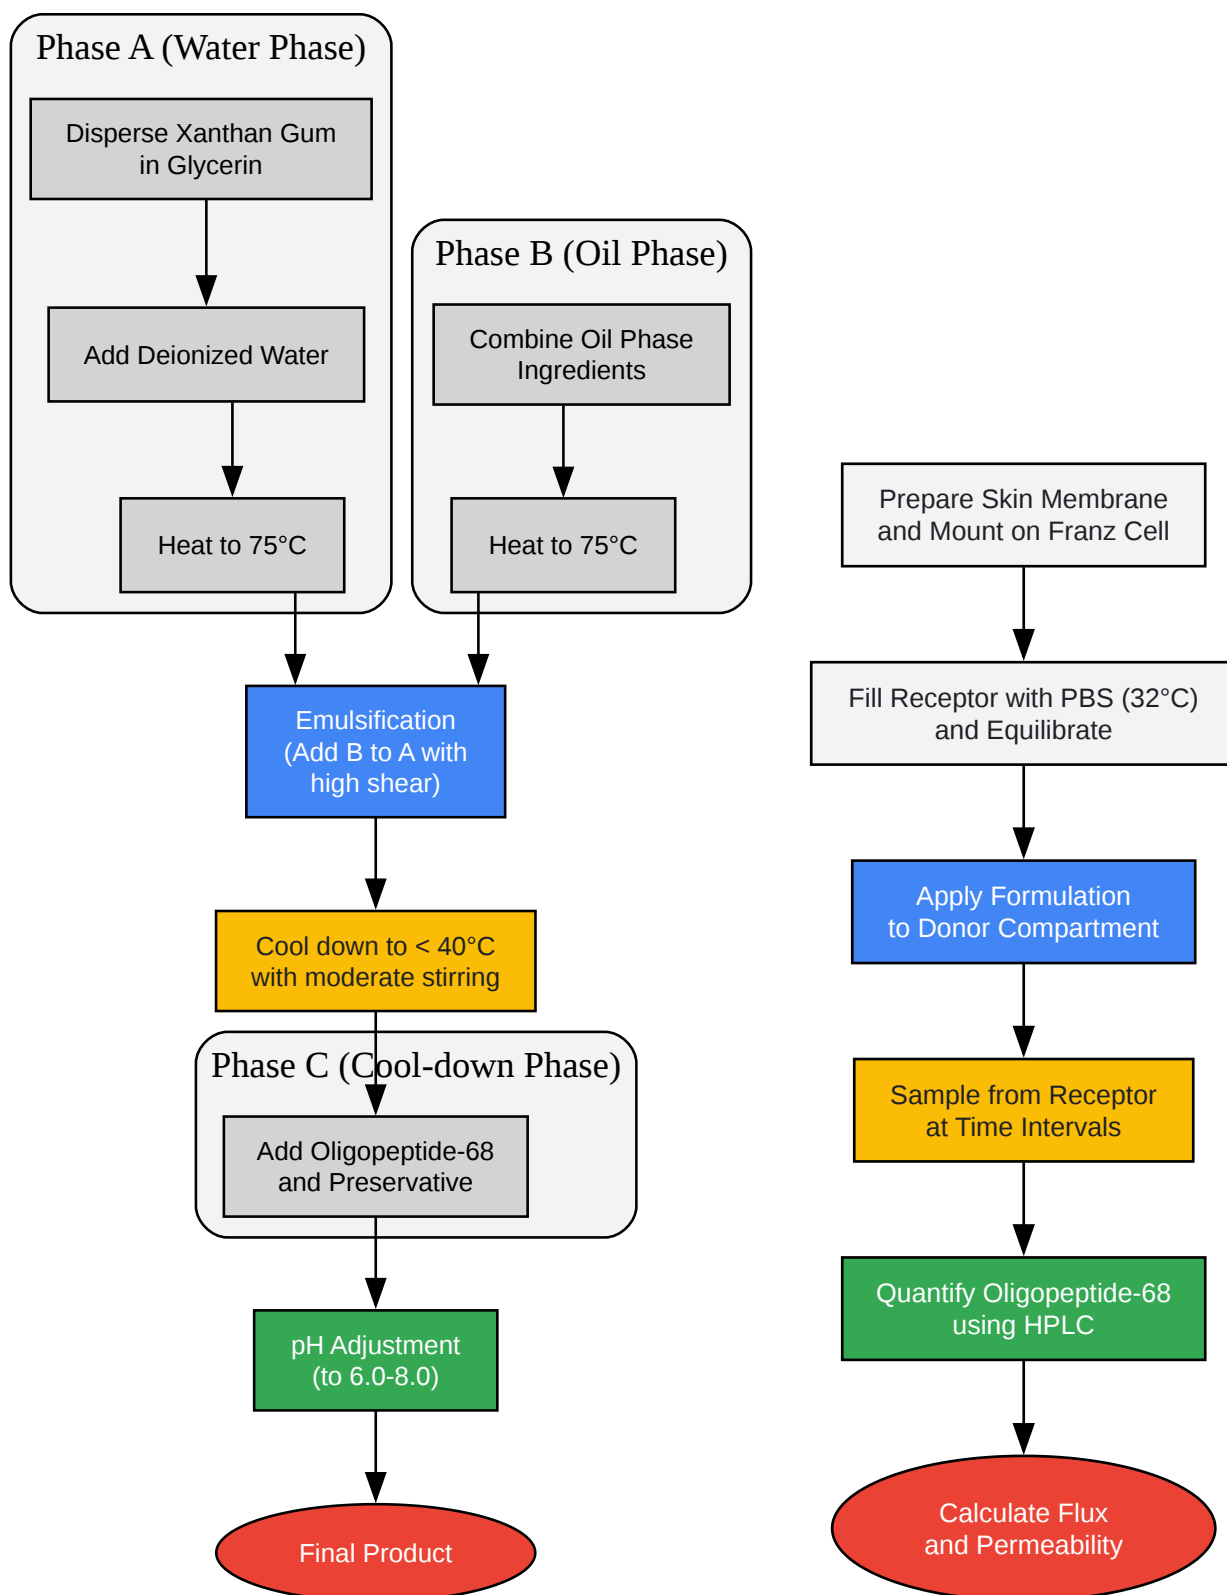 Phase A (Water Phase)
Disperse Xanthan Gum
in Glycerin
Add Deionized Water
Heat to 75°C
Phase B (Oil Phase)
Combine Oil Phase
Ingredients
Heat to 75°C
Emulsification
(Add B to A with
high shear)
Cool down to < 40°C
with moderate stirring
Phase C (Cool-down Phase)
Add Oligopeptide-68
and Preservative
pH Adjustment
(to 6.0-8.0)
Final Product
Prepare Skin Membrane
and Mount on Franz Cell
Fill Receptor with PBS (32°C)
and Equilibrate
Apply Formulation
to Donor Compartment
Sample from Receptor
at Time Intervals
Quantify Oligopeptide-68
using HPLC
Calculate Flux
and Permeability